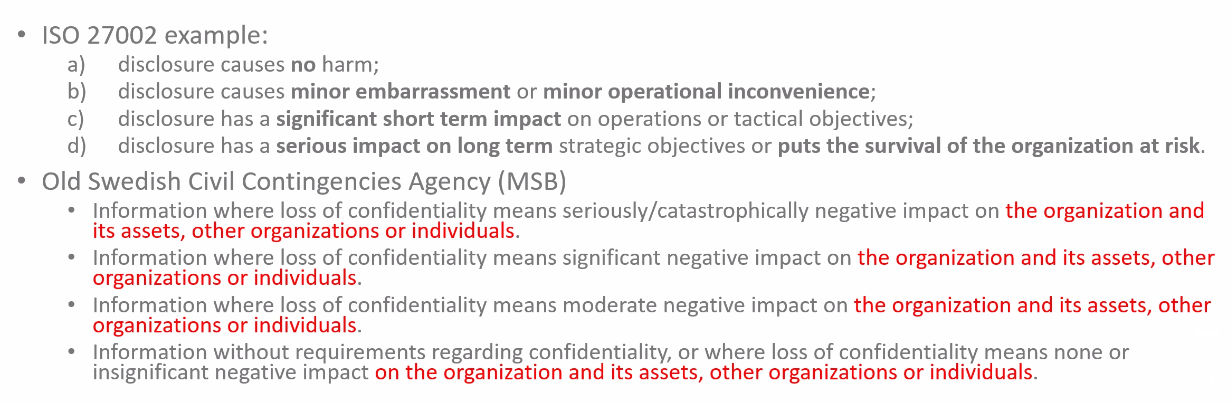 • ISO 27002 example:
a) disclosure causes no harm;
b) disclosure causes minor embarrassment or minor operational inconvenience;
c) disclosure has a significant short term impact on operations or tactical objectives;
d) disclosure has a serious impact on long term strategic objectives or puts the survival of the organization at risk.
• Old Swedish Civil Contingencies Agency (MSB)
• Information where loss of confidentiality means seriously/catastrophically negative impact on the organization and
its assets, other organizations or individuals.
• Information where loss of confidentiality means significant negative impact on the organization and its assets, other
organizations or individuals.
• Information where loss of confidentiality means moderate negative impact on the organization and its assets, other
organizations or individuals.
• Information without requirements regarding confidentiality, or where loss of confidentiality means none or
insignificant negative impact on the organization and its assets, other organizations or individuals.